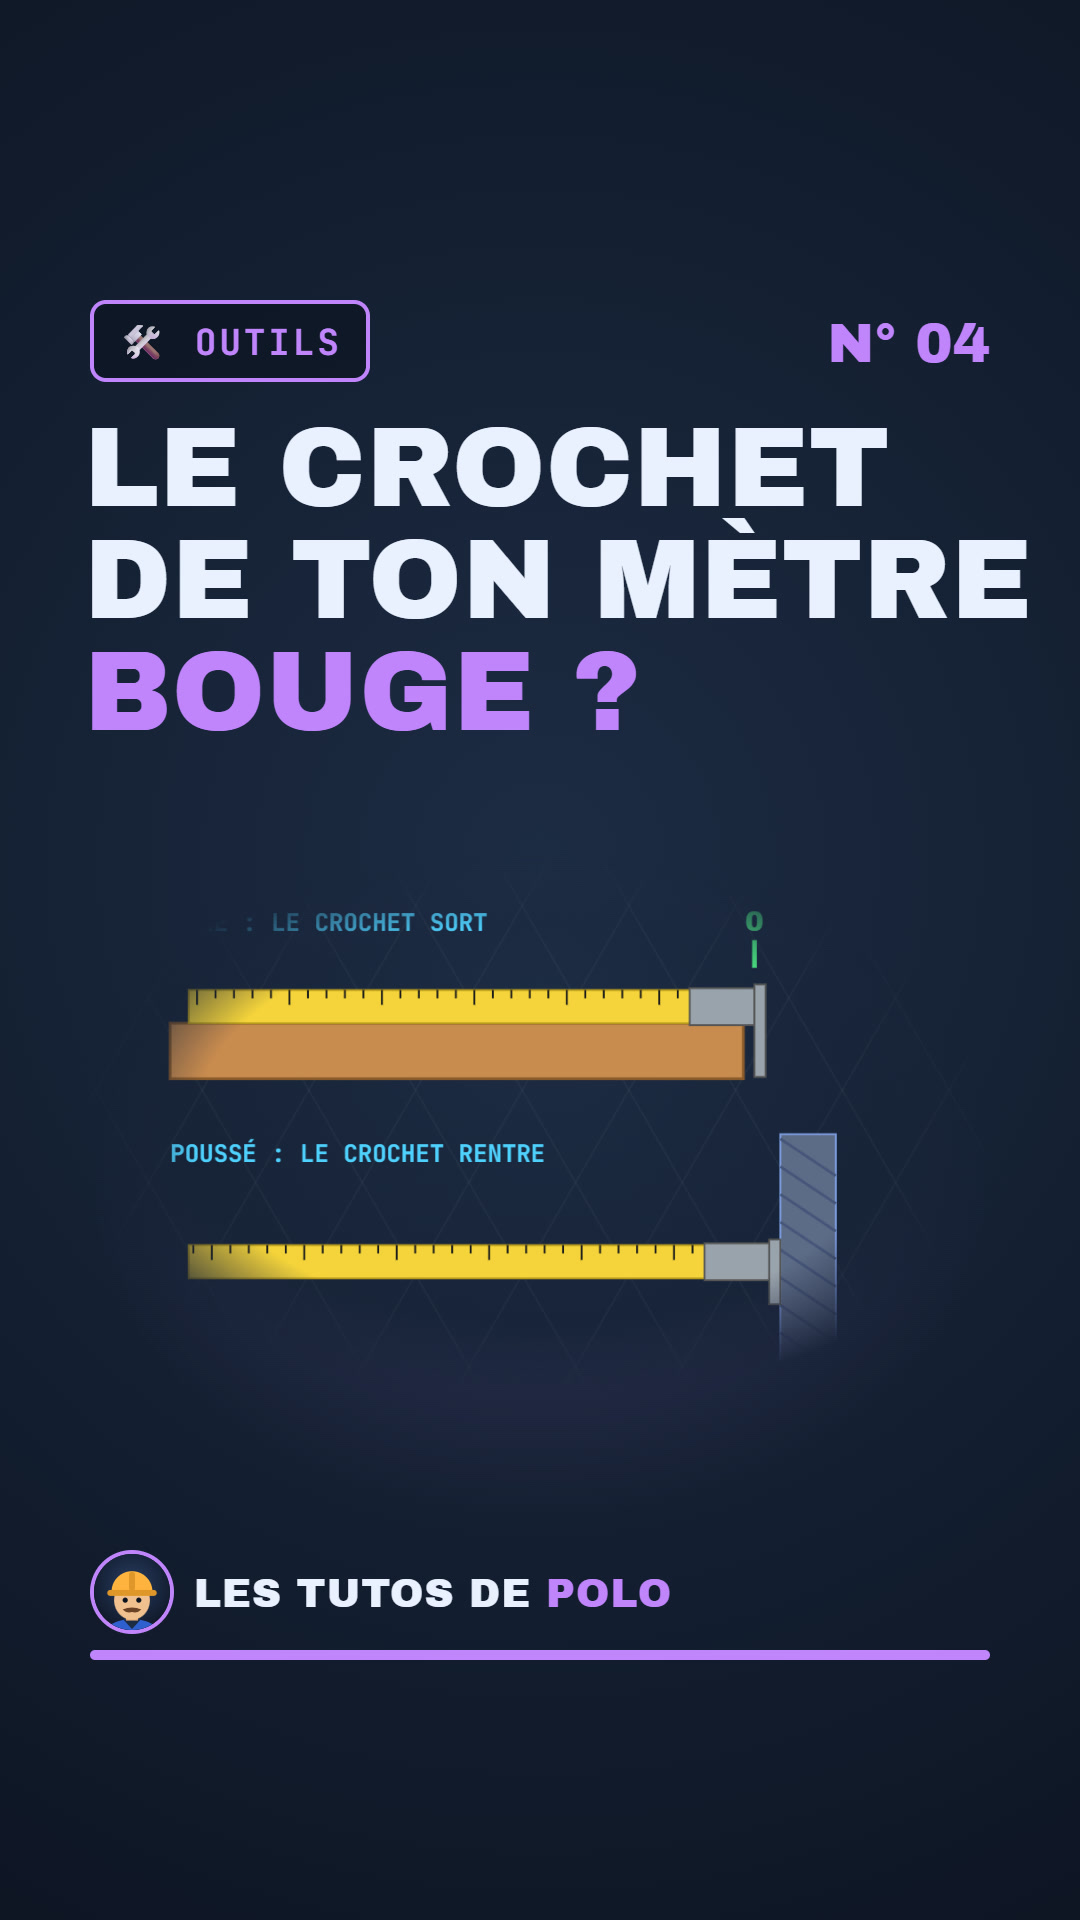 OUTILS
N° 04
LE CROCHET
DE TON MÈTRE
BOUGE ?
: LE CROCHET SORT
0
POUSSÉ : LE CROCHET RENTRE
LES TUTOS DE POLO